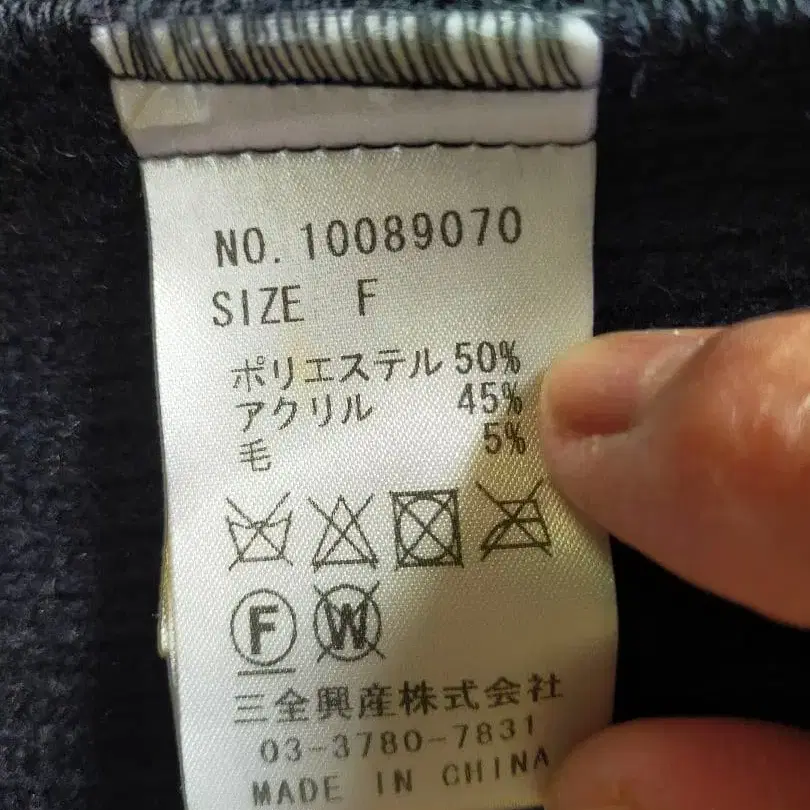 NO. 10089070
SIZE F
ポリエステル 50%
アクリル 45%
毛 5%
F W
三全興産株式会社
03-3780-7831
MADE IN CHINA